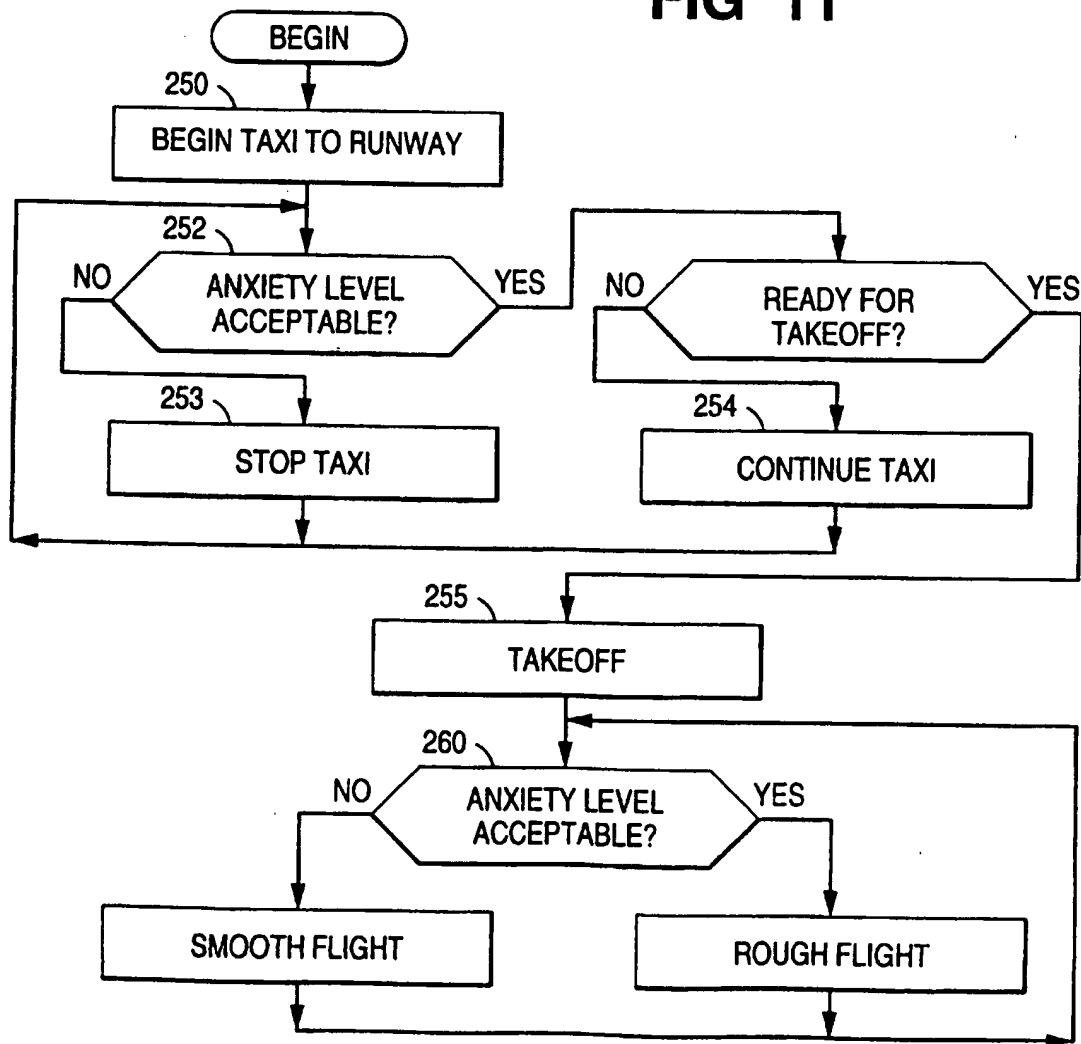 FIG 11
BEGIN
250
BEGIN TAXI TO RUNWAY
252
NO
ANXIETY LEVEL
ACCEPTABLE?
YES
NO
READY FOR
TAKEOFF?
YES
253
STOP TAXI
254
CONTINUE TAXI
255
TAKEOFF
260
NO
ANXIETY LEVEL
ACCEPTABLE?
YES
SMOOTH FLIGHT
ROUGH FLIGHT